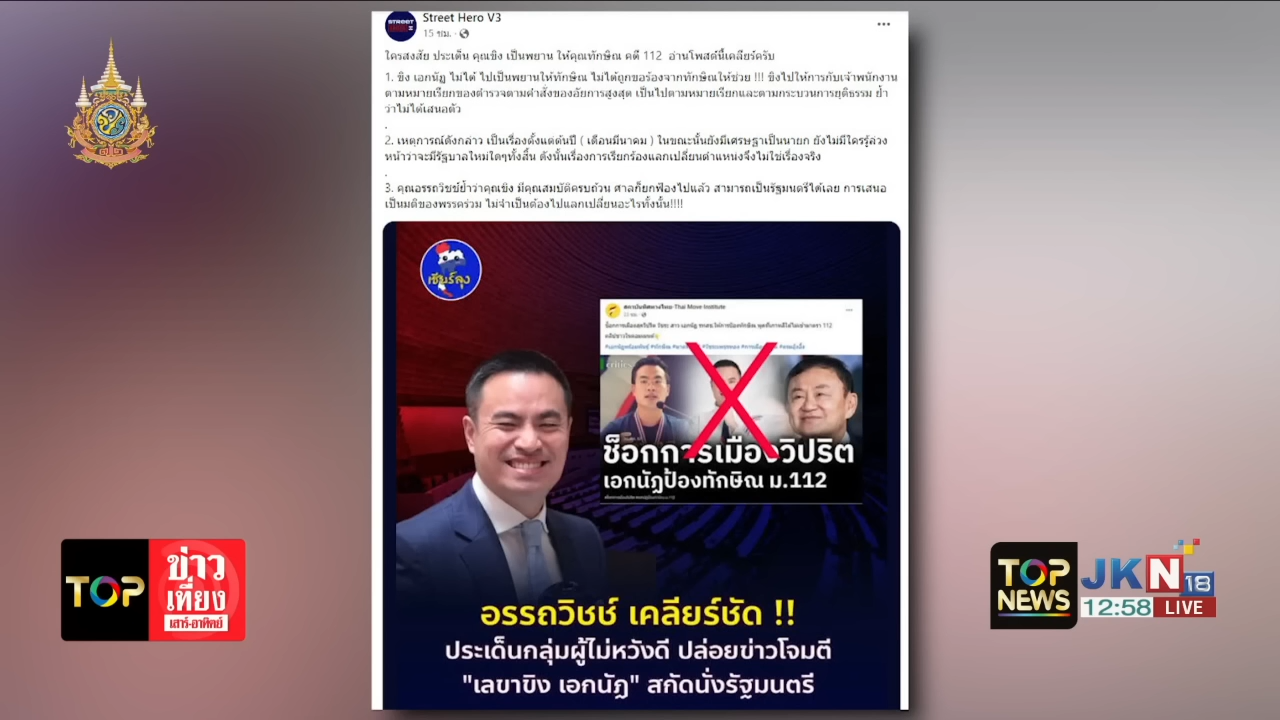 Street Hero V3
15 ชม.
ใครสงสัย ประเด็น คุณขิง เป็นพยาน ให้คุณทักษิณ คดี 112 อ่านโพสต์นี้เคลียร์ครับ
1. ขิง เอกนัฏ ไม่ได้ ไปเป็นพยานให้ทักษิณ ไม่ได้ถูกขอร้องจากทักษิณให้ช่วย !!! ขิงไปให้การกับเจ้าพนักงาน
ตามหมายเรียกของตำรวจตามคำสั่งของอัยการสูงสุด เป็นไปตามหมายเรียกและตามกระบวนการยุติธรรม ย้ำ
ว่าไม่ได้เสนอตัว
.
2. เหตุการณ์ดังกล่าว เป็นเรื่องตั้งแต่ต้นปี ( เดือนมีนาคม ) ในขณะนั้นยังมีเศรษฐาเป็นนายก ยังไม่มีใครรู้ล่วง
หน้าว่าจะมีรัฐบาลใหม่ใดๆทั้งสิ้น ดังนั้นเรื่องการเรียกร้องแลกเปลี่ยนตำแหน่งจึงไม่ใช่เรื่องจริง
.
3. คุณอรรถวิชช์ย้ำว่าคุณขิง มีคุณสมบัติครบถ้วน ศาลก็ยกฟ้องไปแล้ว สามารถเป็นรัฐมนตรีได้เลย การเสนอ
เป็นมติของพรรคร่วม ไม่จำเป็นต้องไปแลกเปลี่ยนอะไรทั้งนั้น!!!!
เชียร์ลุง
สถาบันทิศทางไทย Thai Move Institute
ช็อกการเมืองวิปริต
เอกนัฏป้องทักษิณ ม.112
อรรถวิชช์ เคลียร์ชัด !!
ประเด็นกลุ่มผู้ไม่หวังดี ปล่อยข่าวโจมตี
"เลขาขิง เอกนัฏ" สกัดนั่งรัฐมนตรี
TOP
ข่าว
เที่ยง
เสาร์-อาทิตย์
TOP
NEWS
JKN 18
12:58 LIVE